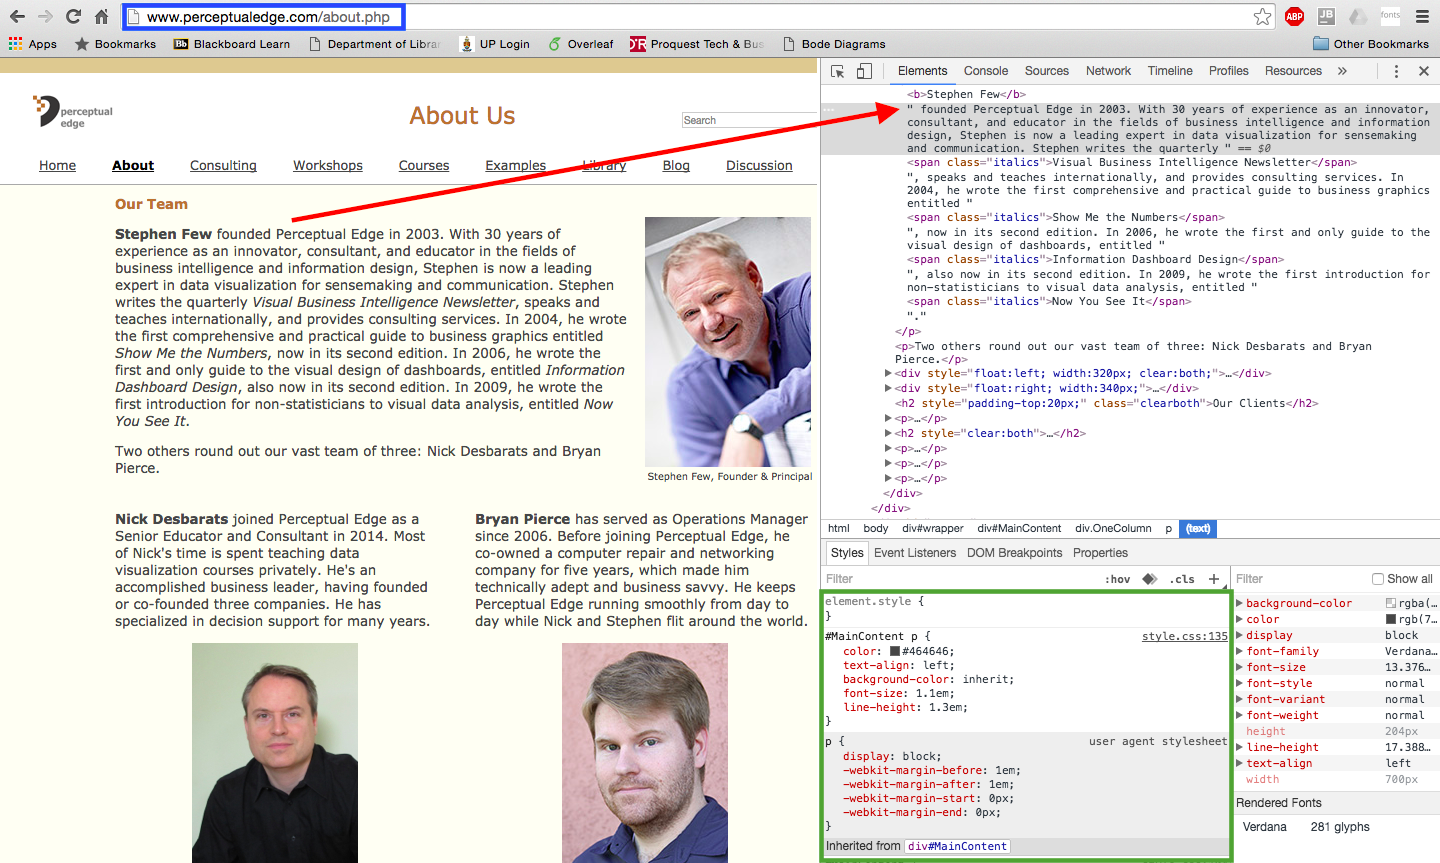 www.perceptualedge.com/about.php
ABP
JB
fonts
Apps
Bookmarks
Bb Blackboard Learn
Department of Librar
UP Login
Overleaf
Proquest Tech & Bus
Bode Diagrams
Other Bookmarks
perceptual
edge
About Us
Search
Home About Consulting Workshops Courses Examples Library Blog Discussion
Our Team
Stephen Few founded Perceptual Edge in 2003. With 30 years of
experience as an innovator, consultant, and educator in the fields of
business intelligence and information design, Stephen is now a leading
expert in data visualization for sensemaking and communication. Stephen
writes the quarterly Visual Business Intelligence Newsletter, speaks and
teaches internationally, and provides consulting services. In 2004, he wrote
the first comprehensive and practical guide to business graphics entitled
Show Me the Numbers, now in its second edition. In 2006, he wrote the
first and only guide to the visual design of dashboards, entitled Information
Dashboard Design, also now in its second edition. In 2009, he wrote the
first introduction for non-statisticians to visual data analysis, entitled Now
You See It.
Two others round out our vast team of three: Nick Desbarats and Bryan
Pierce.
Stephen Few, Founder & Principal
Nick Desbarats joined Perceptual Edge as a
Senior Educator and Consultant in 2014. Most
of Nick's time is spent teaching data
visualization courses privately. He's an
accomplished business leader, having founded
or co-founded three companies. He has
specialized in decision support for many years.
Bryan Pierce has served as Operations Manager
since 2006. Before joining Perceptual Edge, he
co-owned a computer repair and networking
company for five years, which made him
technically adept and business savvy. He keeps
Perceptual Edge running smoothly from day to
day while Nick and Stephen flit around the world.
Elements Console Sources Network Timeline Profiles Resources »
<b>Stephen Few</b>
" founded Perceptual Edge in 2003. With 30 years of experience as an innovator,
consultant, and educator in the fields of business intelligence and information
design, Stephen is now a leading expert in data visualization for sensemaking
and communication. Stephen writes the quarterly " == $0
<span class="italics">Visual Business Intelligence Newsletter</span>
", speaks and teaches internationally, and provides consulting services. In
2004, he wrote the first comprehensive and practical guide to business graphics
entitled "
<span class="italics">Show Me the Numbers</span>
", now in its second edition. In 2006, he wrote the first and only guide to the
visual design of dashboards, entitled "
<span class="italics">Information Dashboard Design</span>
", also now in its second edition. In 2009, he wrote the first introduction for
non-statisticians to visual data analysis, entitled "
<span class="italics">Now You See It</span>
"."
</p>
<p>Two others round out our vast team of three: Nick Desbarats and Bryan
Pierce.</p>
<div style="float:left; width:320px; clear:both;">…</div>
<div style="float:right; width:340px;">…</div>
<h2 style="padding-top:20px;" class="clearboth">Our Clients</h2>
<p>…</p>
<h2 style="clear:both">…</h2>
<p>…</p>
<p>…</p>
<p>…</p>
</div>
</div>
html body div#wrapper div#MainContent div.OneColumn p (text)
Styles Event Listeners DOM Breakpoints Properties
Filter :hov .cls +
element.style {
}
#MainContent p { style.css:135
color: #464646;
text-align: left;
background-color: inherit;
font-size: 1.1em;
line-height: 1.3em;
}
p { user agent stylesheet
display: block;
-webkit-margin-before: 1em;
-webkit-margin-after: 1em;
-webkit-margin-start: 0px;
-webkit-margin-end: 0px;
}
Inherited from div#MainContent
Filter Show all
background-color rgba(…
color rgb(7…
display block
font-family Verdana…
font-size 13.376…
font-style normal
font-variant normal
font-weight normal
height 204px
line-height 17.388…
text-align left
width 700px
Rendered Fonts
Verdana 281 glyphs